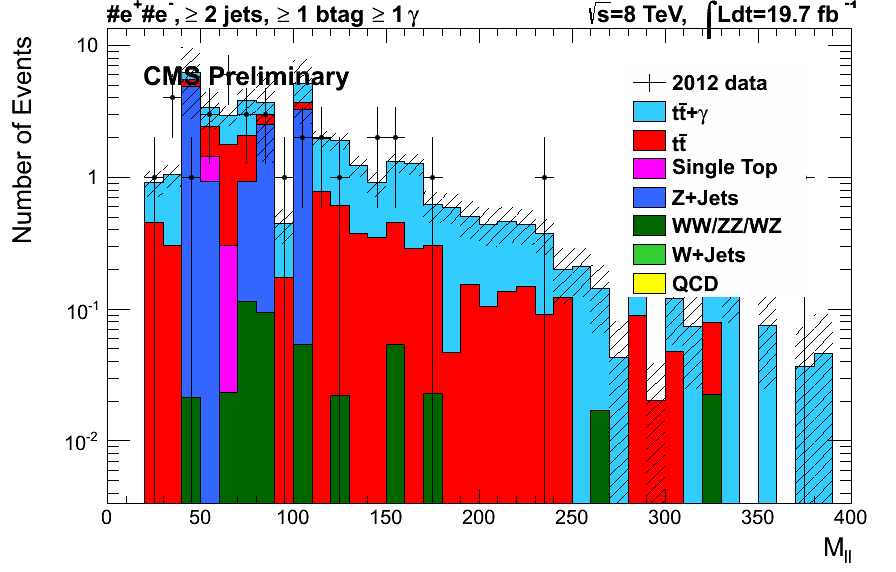 #e⁺#e⁻, ≥ 2 jets, ≥ 1 btag ≥ 1 γ
√s=8 TeV, ∫Ldt=19.7 fb⁻¹
CMS Preliminary
Number of Events
10
1
10⁻¹
10⁻²
2012 data
tt̄+γ
tt̄
Single Top
Z+Jets
WW/ZZ/WZ
W+Jets
QCD
0 50 100 150 200 250 300 350 400
M_ll